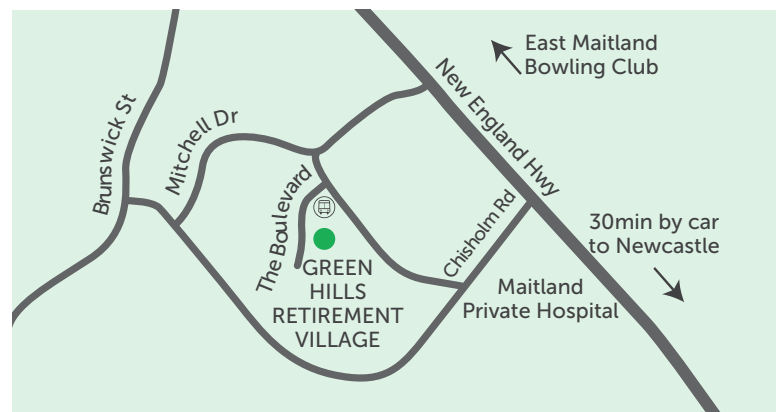 East Maitland
Bowling Club
New England Hwy
Brunswick St
Mitchell Dr
The Boulevard
Chisholm Rd
30min by car
to Newcastle
GREEN
HILLS
RETIREMENT
VILLAGE
Maitland
Private Hospital